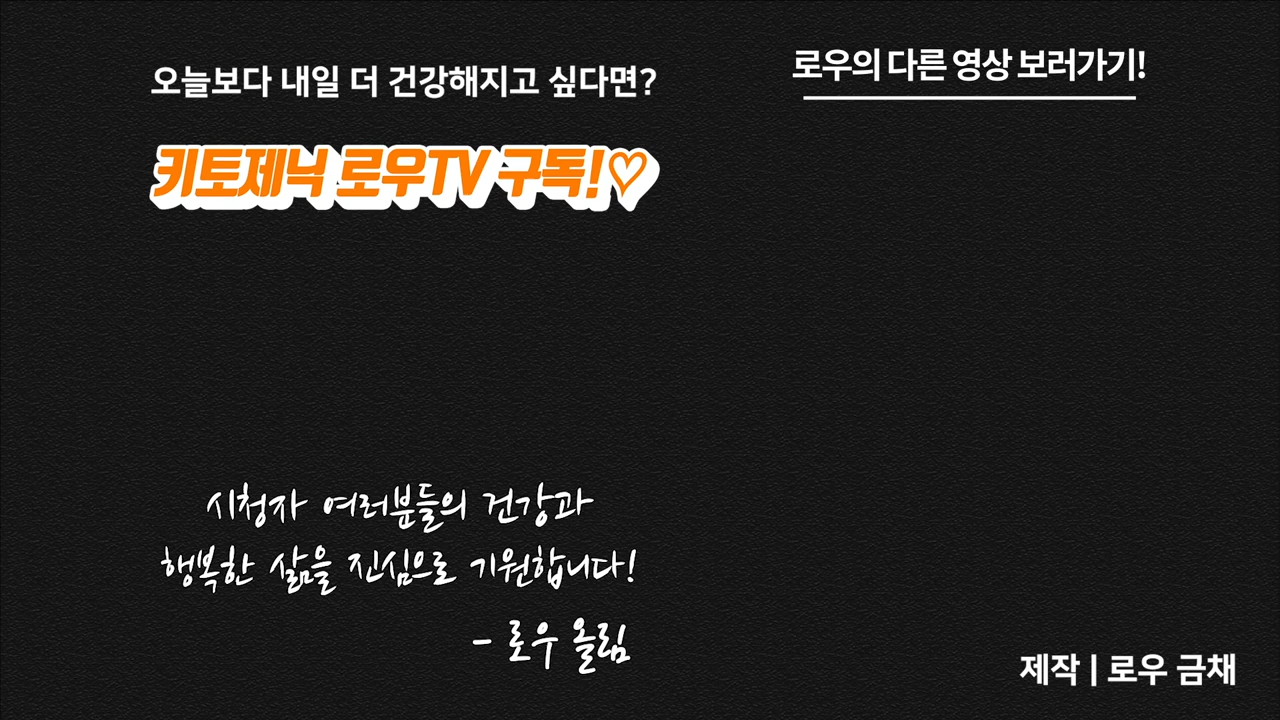 오늘보다 내일 더 건강해지고 싶다면?
키토제닉 로우TV 구독!♡
로우의 다른 영상 보러가기!
시청자 여러분들의 건강과
행복한 삶을 진심으로 기원합니다!
- 로우 올림
제작 | 로우 금채